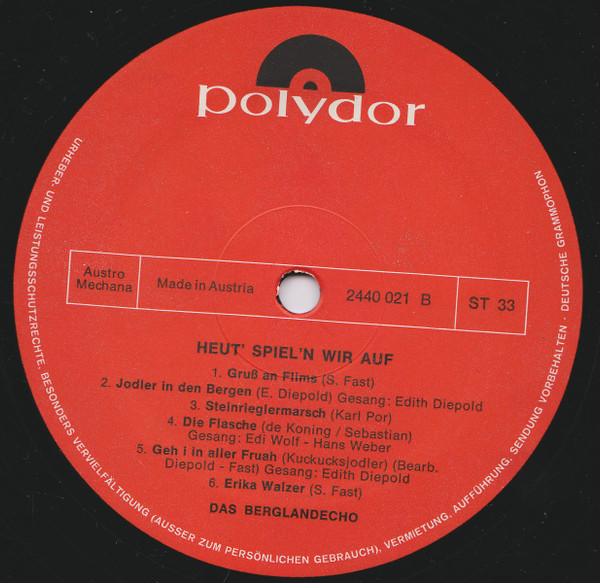 polydor
Austro
Mechana
Made in Austria
2440 021 B
ST 33
HEUT' SPIEL'N WIR AUF
1. Gruß an Flims (S. Fast)
2. Jodler in den Bergen (E. Diepold) Gesang: Edith Diepold
3. Steinrieglermarsch (Karl Por)
4. Die Flasche (de Koning / Sebastian)
Gesang: Edi Wolf - Hans Weber
5. Geh i in aller Fruah (Kuckucksjodler) (Bearb.
Diepold - Fast) Gesang: Edith Diepold
6. Erika Walzer (S. Fast)
DAS BERGLANDECHO
URHEBER- UND LEISTUNGSSCHUTZRECHTE, BESONDERS VERVIELFÄLTIGUNG (AUSSER ZUM PERSÖNLICHEN GEBRAUCH), VERMIETUNG, AUFFÜHRUNG, SENDUNG VORBEHALTEN · DEUTSCHE GRAMMOPHON